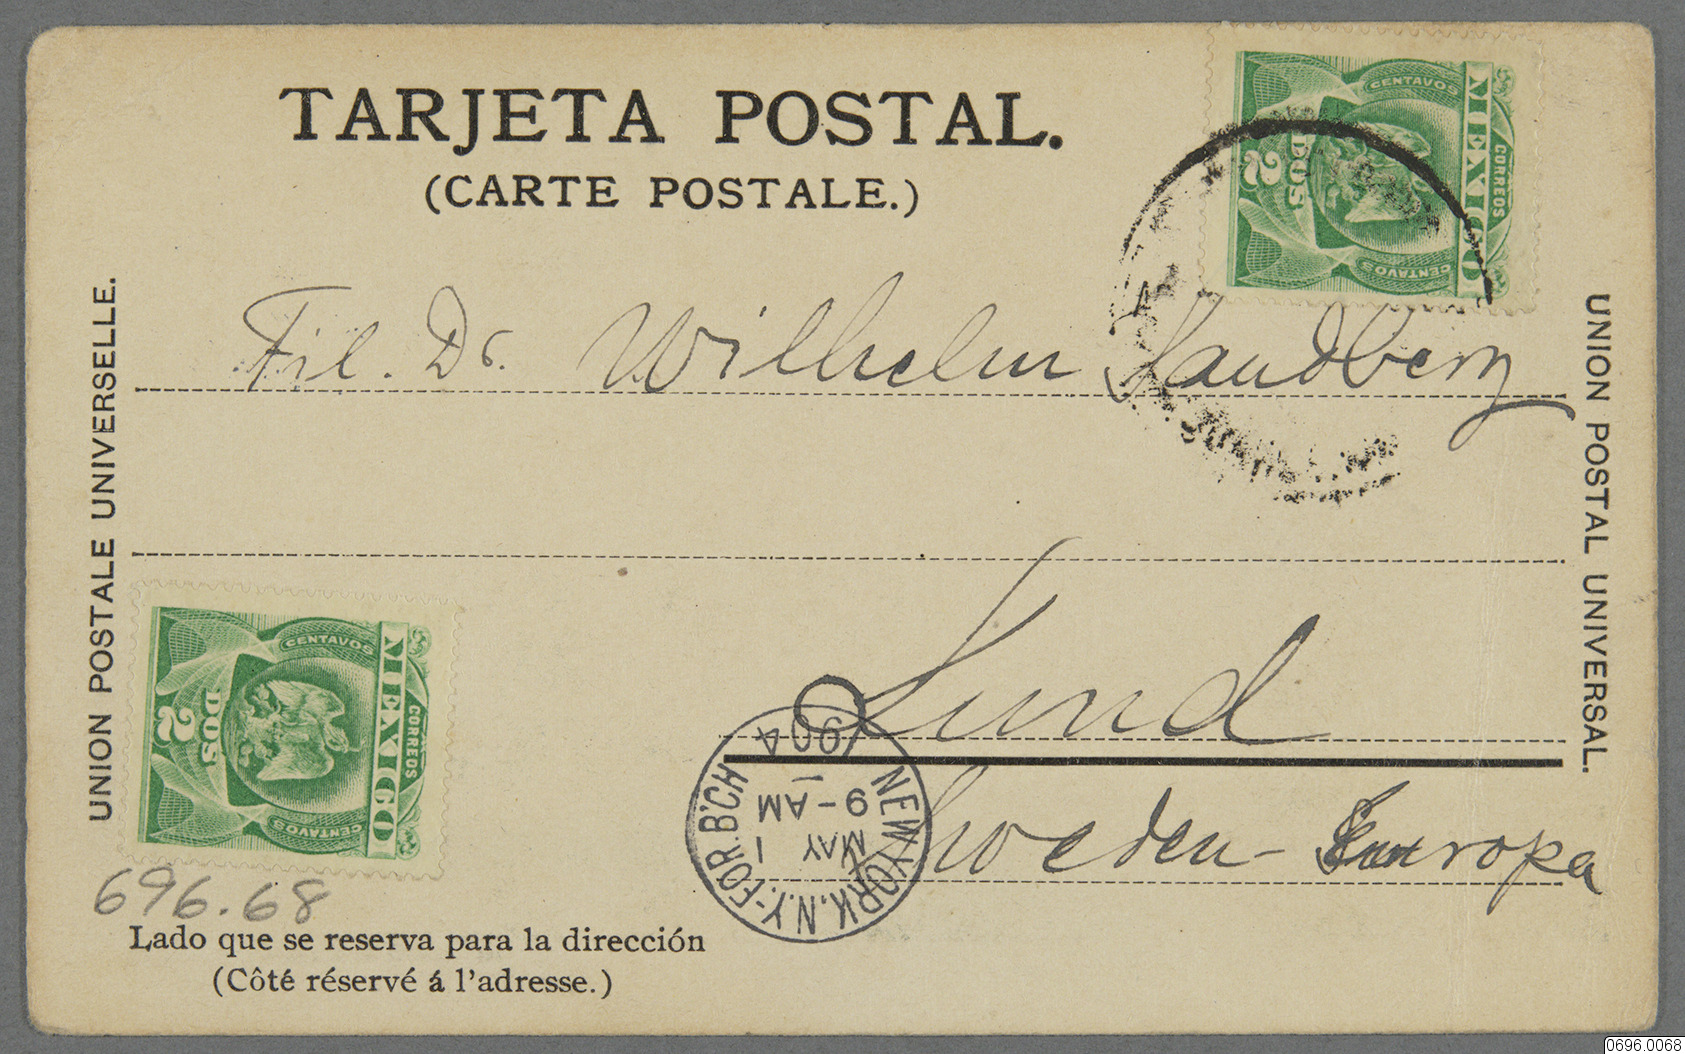 TARJETA POSTAL.
(CARTE POSTALE.)
CORREOS
MEXICO
CENTAVOS
CENTAVOS
DOS
2
UNION POSTALE UNIVERSELLE.
UNION POSTAL UNIVERSAL.
Fil. Dr. Wilhelm Sandberg
Lund
Sweden - Europa
CORREOS
MEXICO
CENTAVOS
CENTAVOS
DOS
2
NEW YORK, N.Y.-FOR. B'CH
MAY 1
9-AM
1904
696.68
Lado que se reserva para la dirección
(Côté réservé á l'adresse.)
0696.0068